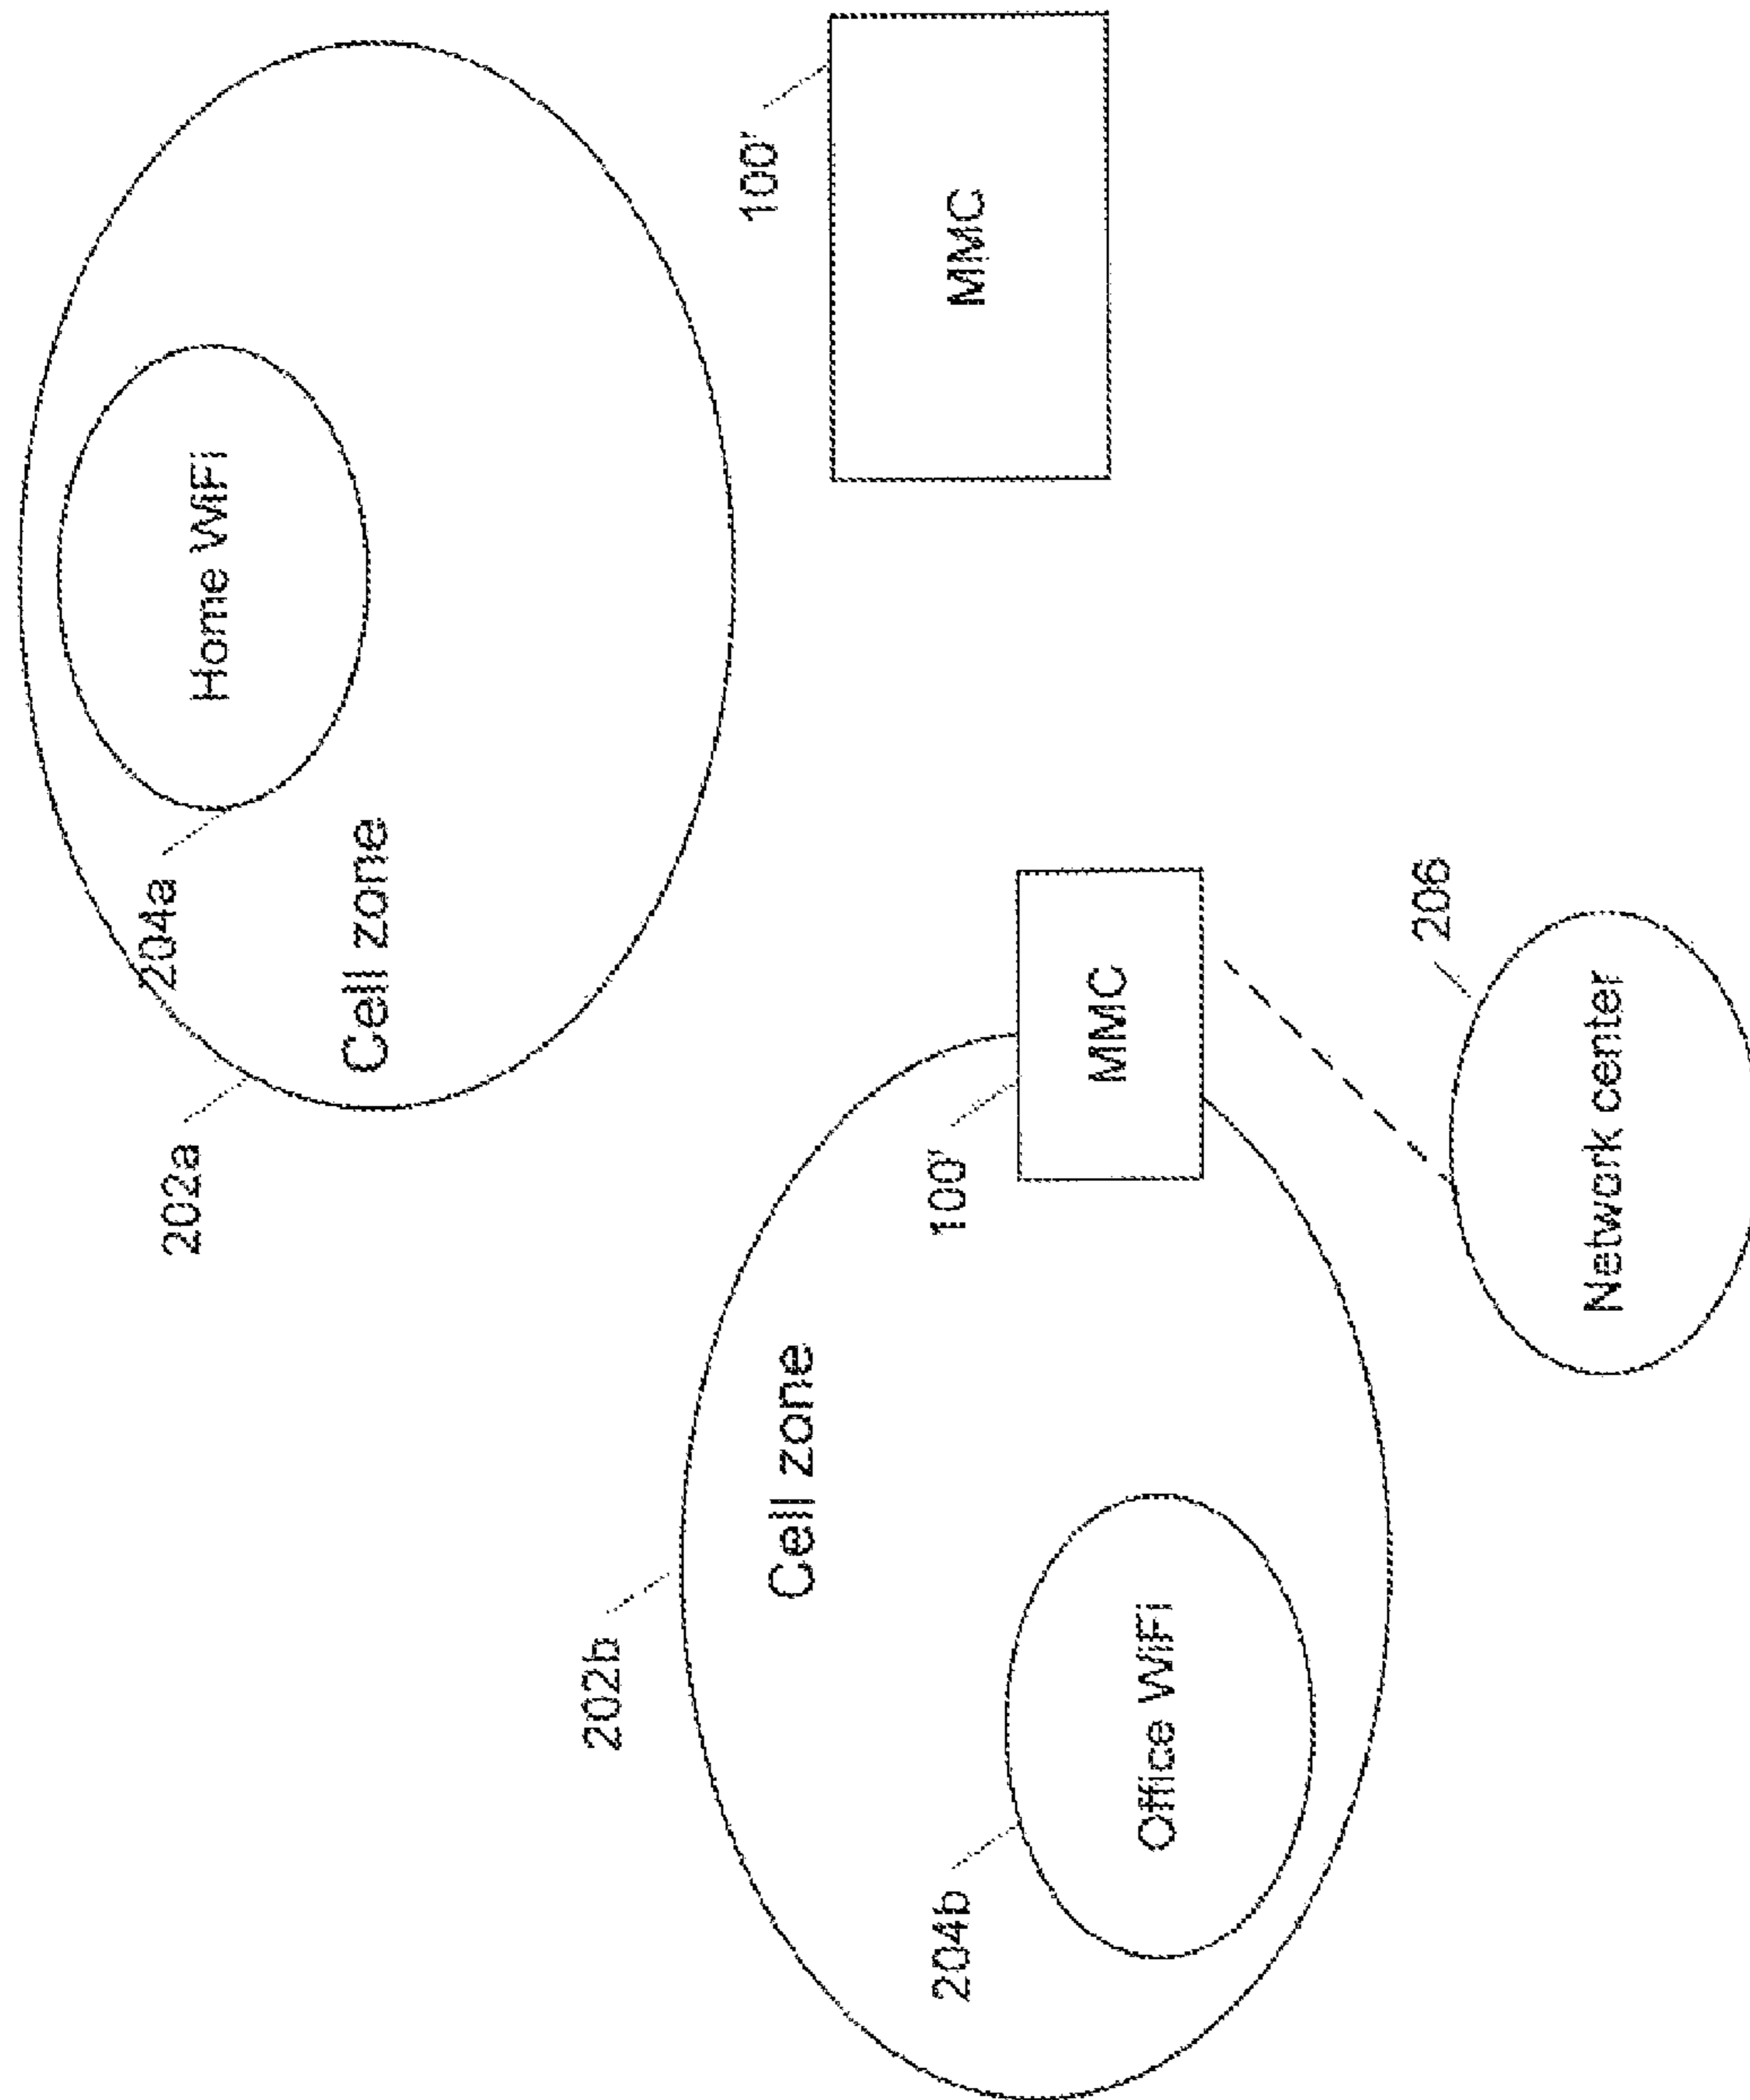 202a
204a
Home WiFi
Cell zone
100'
MMC
202b
Cell zone
100'
MMC
204b
Office WiFi
206
Network center